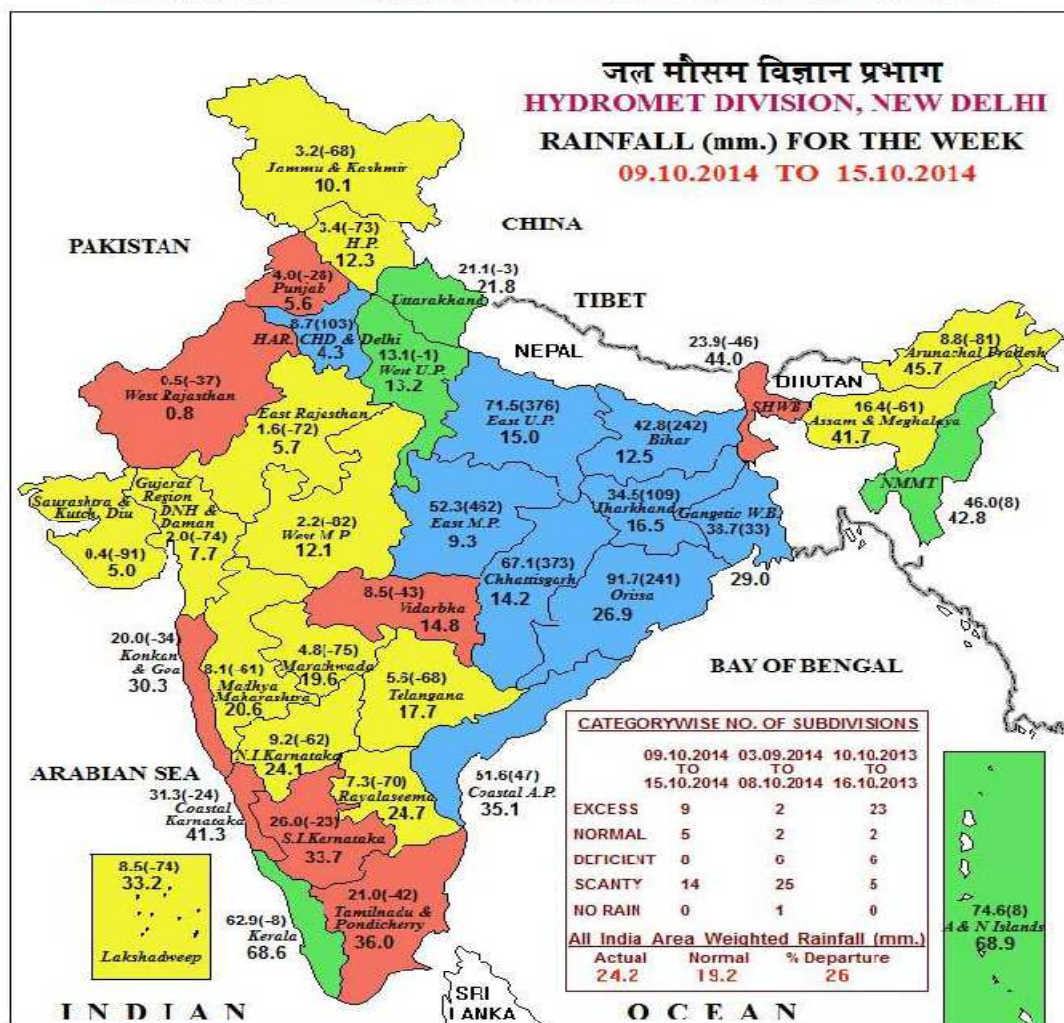 जल मौसम विज्ञान प्रभाग
HYDROMET DIVISION, NEW DELHI
RAINFALL (mm.) FOR THE WEEK
09.10.2014 TO 15.10.2014
3.2(-68)
Jammu & Kashmir
10.1
3.4(-73)
H.P.
12.3
CHINA
PAKISTAN
4.0(-28)
Punjab
5.6
21.1(-3)
21.8
Uttarakhand
TIBET
8.7(103)
HAR. CHD & Delhi
4.3
NEPAL
13.1(-1)
West U.P.
13.2
23.9(-46)
44.0
SHWB
BHUTAN
8.8(-81)
Arunachal Pradesh
45.7
0.5(-37)
West Rajasthan
0.8
East Rajasthan
1.6(-72)
5.7
71.5(376)
East U.P.
15.0
42.8(242)
Bihar
12.5
16.4(-61)
Assam & Meghalaya
41.7
NMMT
46.0(8)
42.8
Saurashtra &
Kutch, Diu
0.4(-91)
5.0
Gujarat
Region
DNH &
Daman
2.0(-74)
7.7
2.2(-82)
West M.P.
12.1
52.3(462)
East M.P.
9.3
34.5(109)
Jharkhand
16.5
Gangetic W.B.
38.7(33)
29.0
67.1(373)
Chhattisgarh
14.2
91.7(241)
Orissa
26.9
8.5(-43)
Vidarbha
14.8
20.0(-34)
Konkan
& Goa
30.3
8.1(-61)
Madhya
Maharashtra
20.6
4.8(-75)
Marathwada
19.6
5.6(-68)
Telangana
17.7
BAY OF BENGAL
9.2(-62)
N.I.Karnataka
24.1
ARABIAN SEA
31.3(-24)
Coastal
Karnataka
41.3
7.3(-70)
Rayalaseema
24.7
51.6(47)
Coastal A.P.
35.1
26.0(-23)
S.I.Karnataka
33.7
8.5(-74)
33.2
Lakshadweep
62.9(-8)
Kerala
68.6
21.0(-42)
Tamilnadu &
Pondicherry
36.0
CATEGORYWISE NO. OF SUBDIVISIONS
09.10.2014 03.09.2014 10.10.2013
TO TO TO
15.10.2014 08.10.2014 16.10.2013
EXCESS 9 2 23
NORMAL 5 2 2
DEFICIENT 8 6 6
SCANTY 14 25 5
NO RAIN 0 1 0
All India Area Weighted Rainfall (mm.)
Actual Normal % Departure
24.2 19.2 26
74.6(8)
A & N Islands
68.9
SRI
LANKA
INDIAN OCEAN